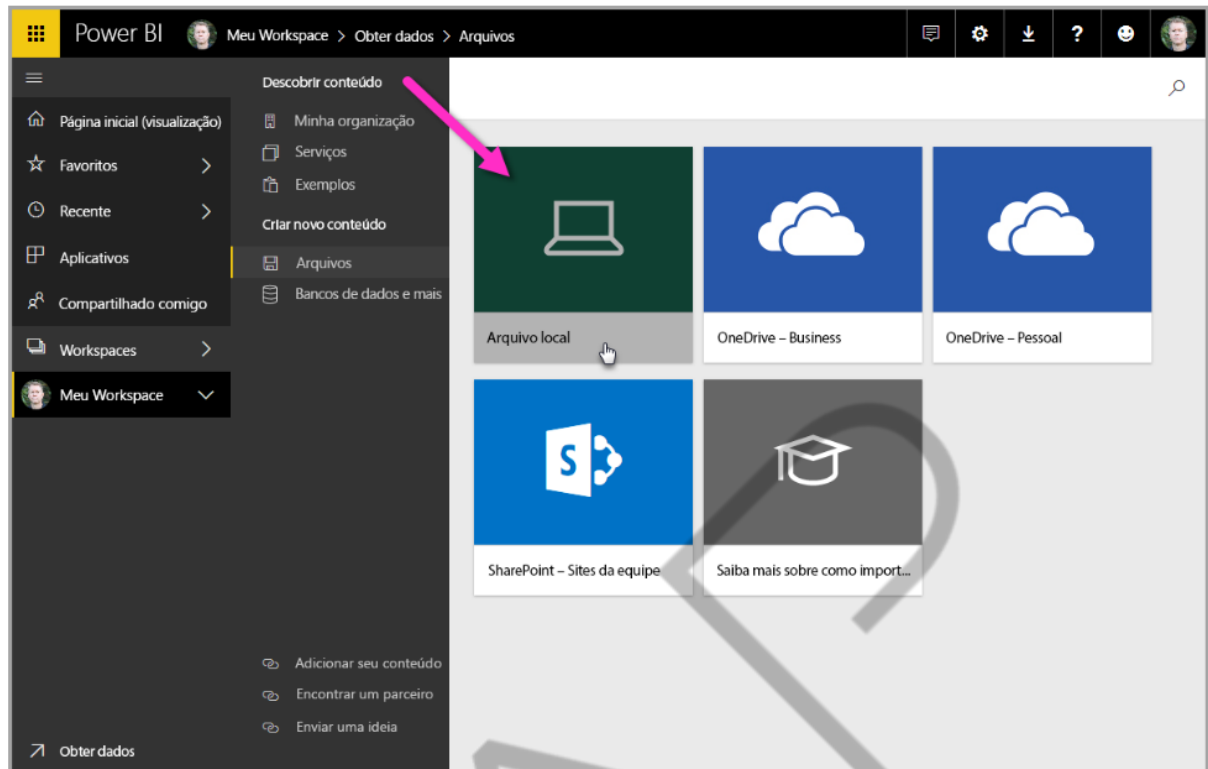 Power BI
Meu Workspace > Obter dados > Arquivos
?
Descobrir conteúdo
Página inicial (visualização)
Minha organização
Serviços
Favoritos >
Exemplos
Recente >
Criar novo conteúdo
Aplicativos
Arquivos
Bancos de dados e mais
Compartilhado comigo
Workspaces >
Meu Workspace
Arquivo local
OneDrive – Business
OneDrive – Pessoal
S
SharePoint – Sites da equipe
Saiba mais sobre como import...
Adicionar seu conteúdo
Encontrar um parceiro
Enviar uma ideia
Obter dados